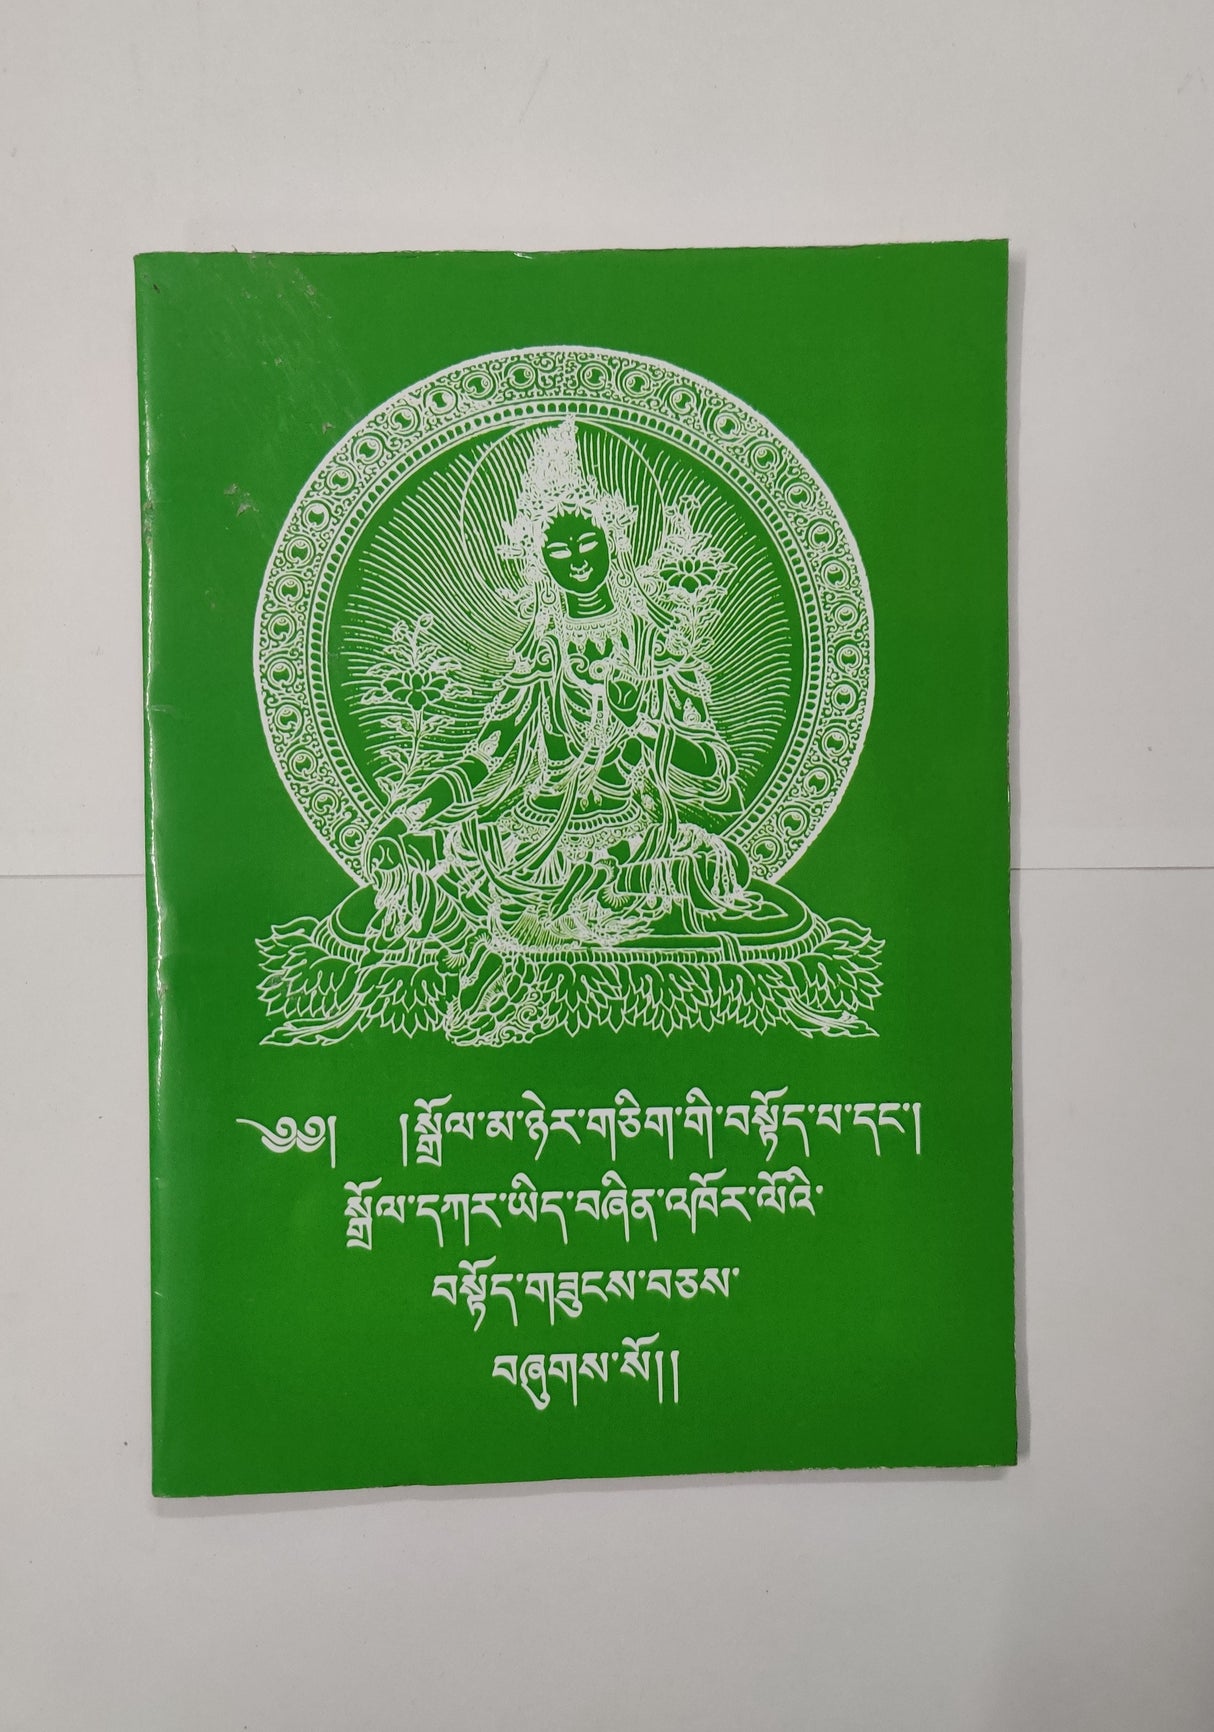 ༄༅། །སྒྲོལ་མ་ཉེར་གཅིག་གི་བསྟོད་པ་དང་།
སྒྲོལ་དཀར་ཡིད་བཞིན་འཁོར་ལོའི་
བསྟོད་གཟུངས་བཅས་
བཞུགས་སོ།།